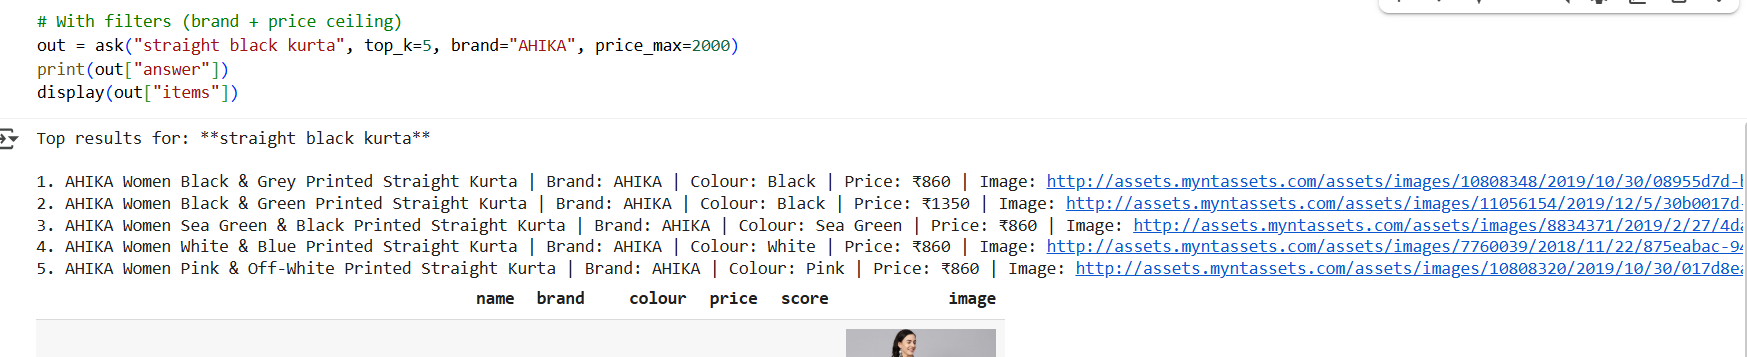 # With filters (brand + price ceiling)
out = ask("straight black kurta", top_k=5, brand="AHIKA", price_max=2000)
print(out["answer"])
display(out["items"])
Top results for: **straight black kurta**
1. AHIKA Women Black & Grey Printed Straight Kurta | Brand: AHIKA | Colour: Black | Price: ₹860 | Image: http://assets.myntassets.com/assets/images/10808348/2019/10/30/08955d7d-
2. AHIKA Women Black & Green Printed Straight Kurta | Brand: AHIKA | Colour: Black | Price: ₹1350 | Image: http://assets.myntassets.com/assets/images/11056154/2019/12/5/30b0017d
3. AHIKA Women Sea Green & Black Printed Straight Kurta | Brand: AHIKA | Colour: Sea Green | Price: ₹860 | Image: http://assets.myntassets.com/assets/images/8834371/2019/2/27/4d
4. AHIKA Women White & Blue Printed Straight Kurta | Brand: AHIKA | Colour: White | Price: ₹860 | Image: http://assets.myntassets.com/assets/images/7760039/2018/11/22/875eabac-9
5. AHIKA Women Pink & Off-White Printed Straight Kurta | Brand: AHIKA | Colour: Pink | Price: ₹860 | Image: http://assets.myntassets.com/assets/images/10808320/2019/10/30/017d8e
name brand colour price score image